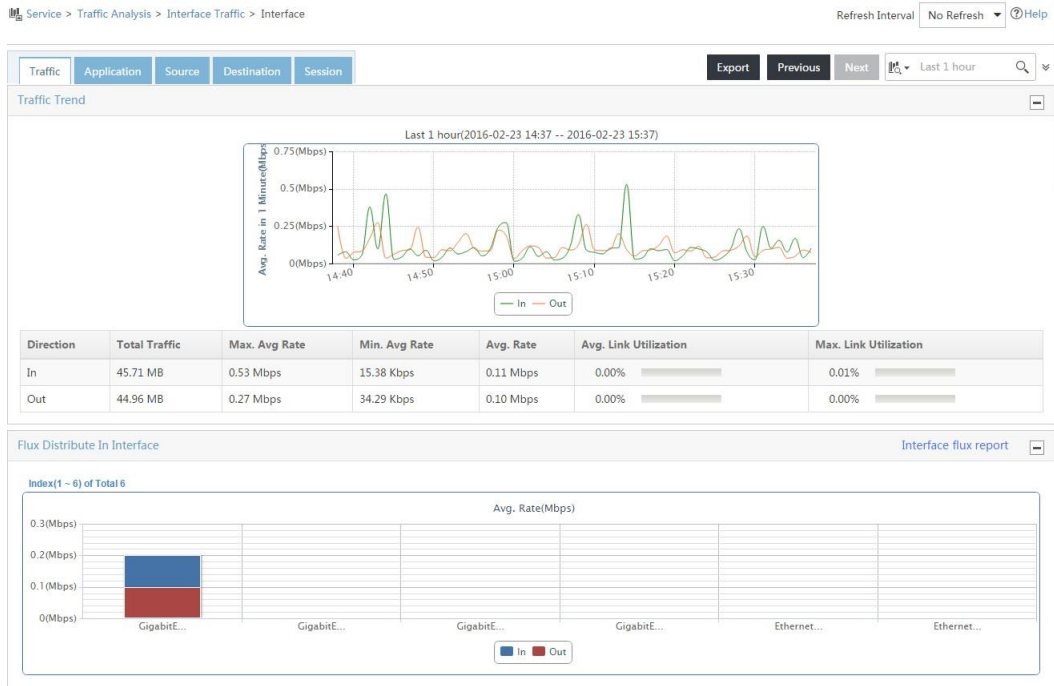 Service > Traffic Analysis > Interface Traffic > Interface
Refresh Interval No Refresh Help
Traffic Application Source Destination Session
Export Previous Next Last 1 hour
Traffic Trend
Last 1 hour(2016-02-23 14:37 -- 2016-02-23 15:37)
Avg. Rate in 1 Minute(Mbps
0.75(Mbps)
0.5(Mbps)
0.25(Mbps)
0(Mbps)
14:40 14:50 15:00 15:10 15:20 15:30
In Out
Direction Total Traffic Max. Avg Rate Min. Avg Rate Avg. Rate Avg. Link Utilization Max. Link Utilization
In 45.71 MB 0.53 Mbps 15.38 Kbps 0.11 Mbps 0.00% 0.01%
Out 44.96 MB 0.27 Mbps 34.29 Kbps 0.10 Mbps 0.00% 0.00%
Flux Distribute In Interface Interface flux report
Index(1 ~ 6) of Total 6
Avg. Rate(Mbps)
0.3(Mbps)
0.2(Mbps)
0.1(Mbps)
0(Mbps)
GigabitE... GigabitE... GigabitE... GigabitE... Ethernet... Ethernet...
In Out